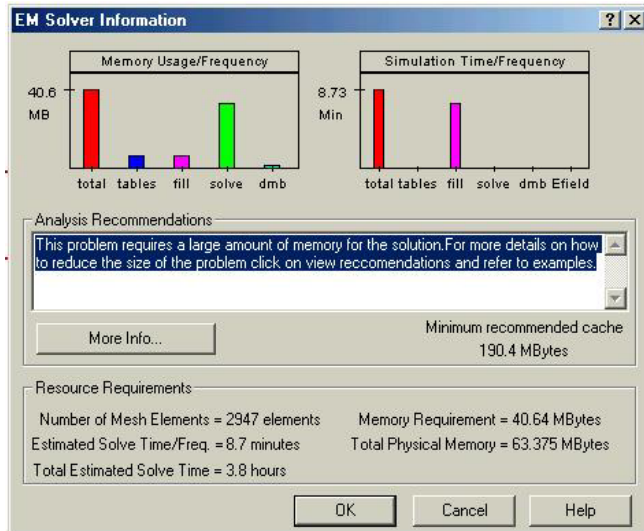 EM Solver Information
Memory Usage/Frequency
40.6
MB
total tables fill solve dmb
Simulation Time/Frequency
8.73
Min
total tables fill solve dmb Efield
Analysis Recommendations
This problem requires a large amount of memory for the solution.For more details on how
to reduce the size of the problem click on view reccomendations and refer to examples.
More Info...
Minimum recommended cache
190.4 MBytes
Resource Requirements
Number of Mesh Elements = 2947 elements
Memory Requirement = 40.64 MBytes
Estimated Solve Time/Freq. = 8.7 minutes
Total Physical Memory = 63.375 MBytes
Total Estimated Solve Time = 3.8 hours
OK
Cancel
Help